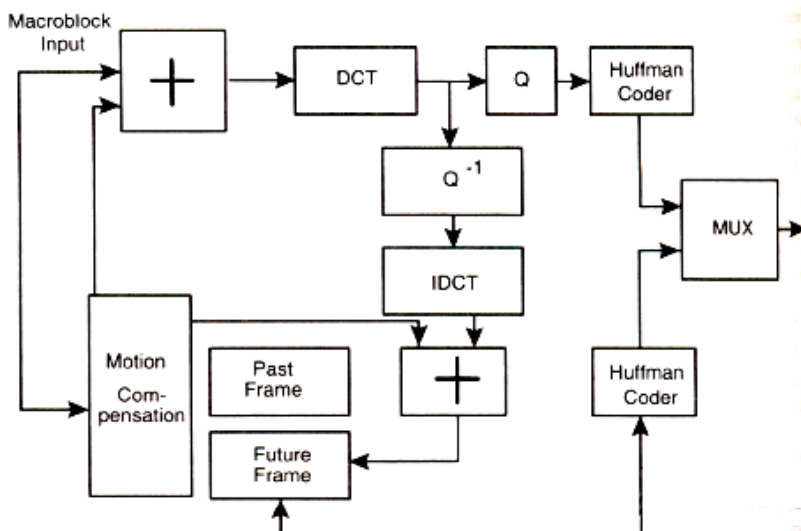 Macroblock
Input
+
DCT
Q
Huffman
Coder
Q -1
MUX
IDCT
Motion
Com-
pensation
Past
Frame
+
Huffman
Coder
Future
Frame